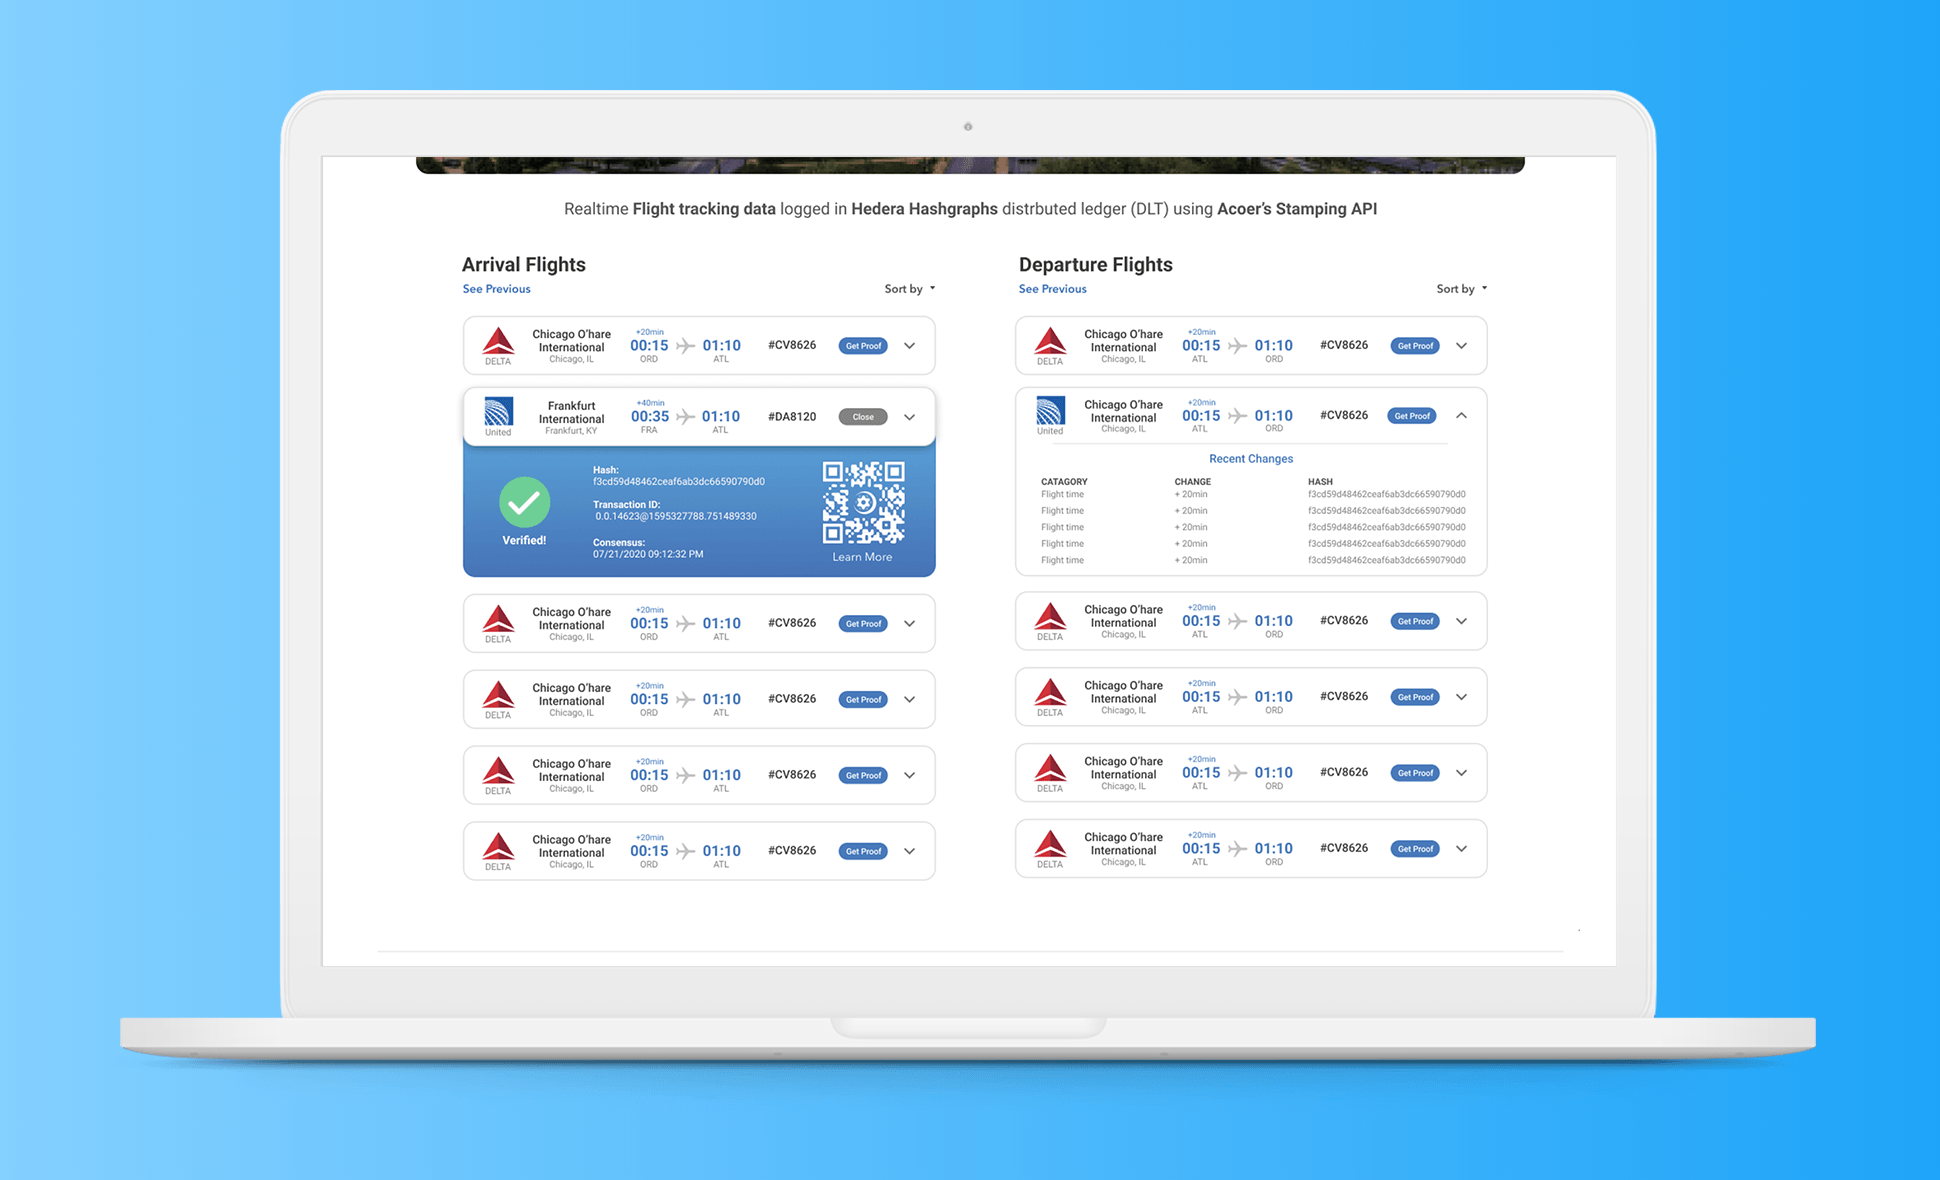 Realtime Flight tracking data logged in Hedera Hashgraphs distrbuted ledger (DLT) using Acoer's Stamping API
Arrival Flights
See Previous
Sort by
DELTA
Chicago O'hare
International
Chicago, IL
+20min
00:15
ORD
01:10
ATL
#CV8626
Get Proof
United
Frankfurt
International
Frankfurt, KY
+40min
00:35
FRA
01:10
ATL
#DA8120
Close
Verified!
Hash:
f3cd59d48462ceaf6ab3dc66590790d0
Transaction ID:
0.0.14623@1595327788.751489330
Consensus:
07/21/2020 09:12:32 PM
Learn More
DELTA
Chicago O'hare
International
Chicago, IL
+20min
00:15
ORD
01:10
ATL
#CV8626
Get Proof
DELTA
Chicago O'hare
International
Chicago, IL
+20min
00:15
ORD
01:10
ATL
#CV8626
Get Proof
DELTA
Chicago O'hare
International
Chicago, IL
+20min
00:15
ORD
01:10
ATL
#CV8626
Get Proof
DELTA
Chicago O'hare
International
Chicago, IL
+20min
00:15
ORD
01:10
ATL
#CV8626
Get Proof
Departure Flights
See Previous
Sort by
DELTA
Chicago O'hare
International
Chicago, IL
+20min
00:15
ATL
01:10
ORD
#CV8626
Get Proof
United
Chicago O'hare
International
Chicago, IL
+20min
00:15
ATL
01:10
ORD
#CV8626
Get Proof
Recent Changes
CATAGORY CHANGE HASH
Flight time + 20min f3cd59d48462ceaf6ab3dc66590790d0
Flight time + 20min f3cd59d48462ceaf6ab3dc66590790d0
Flight time + 20min f3cd59d48462ceaf6ab3dc66590790d0
Flight time + 20min f3cd59d48462ceaf6ab3dc66590790d0
Flight time + 20min f3cd59d48462ceaf6ab3dc66590790d0
DELTA
Chicago O'hare
International
Chicago, IL
+20min
00:15
ATL
01:10
ORD
#CV8626
Get Proof
DELTA
Chicago O'hare
International
Chicago, IL
+20min
00:15
ATL
01:10
ORD
#CV8626
Get Proof
DELTA
Chicago O'hare
International
Chicago, IL
+20min
00:15
ATL
01:10
ORD
#CV8626
Get Proof
DELTA
Chicago O'hare
International
Chicago, IL
+20min
00:15
ATL
01:10
ORD
#CV8626
Get Proof